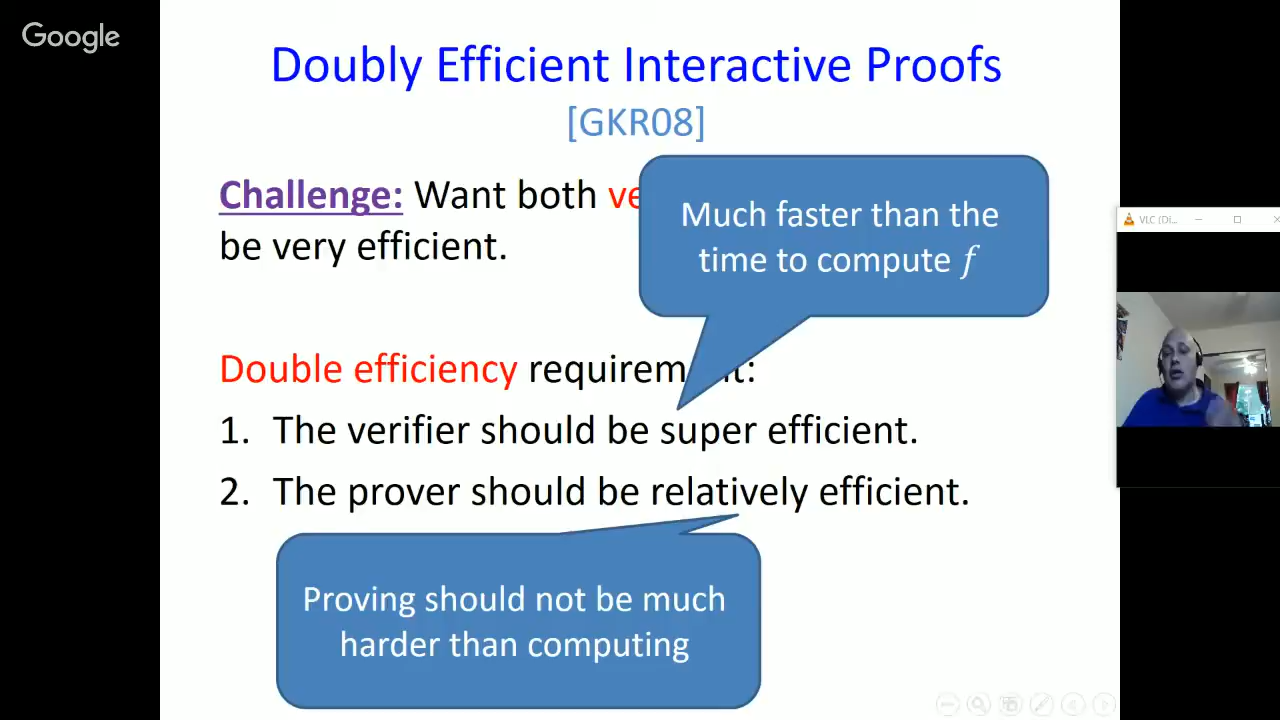 Google
Doubly Efficient Interactive Proofs
[GKR08]
Challenge: Want both ve
be very efficient.
Much faster than the
time to compute f
Double efficiency requirem t:
1. The verifier should be super efficient.
2. The prover should be relatively efficient.
Proving should not be much
harder than computing
VLC (Di...